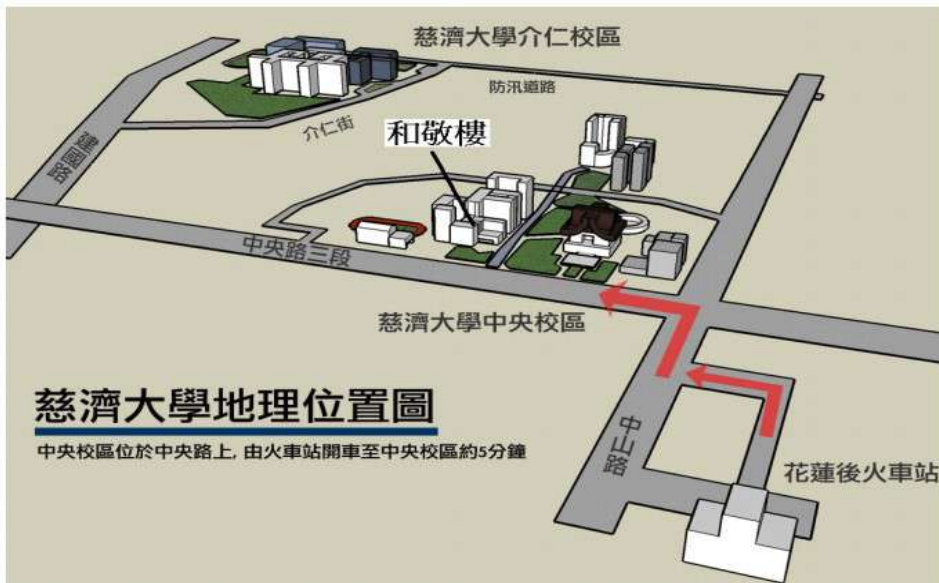 慈濟大學介仁校區
防汛道路
介仁街
和敬樓
建國路
中央路三段
慈濟大學中央校區
慈濟大學地理位置圖
中央校區位於中央路上, 由火車站開車至中央校區約5分鐘
中山路
花蓮後火車站